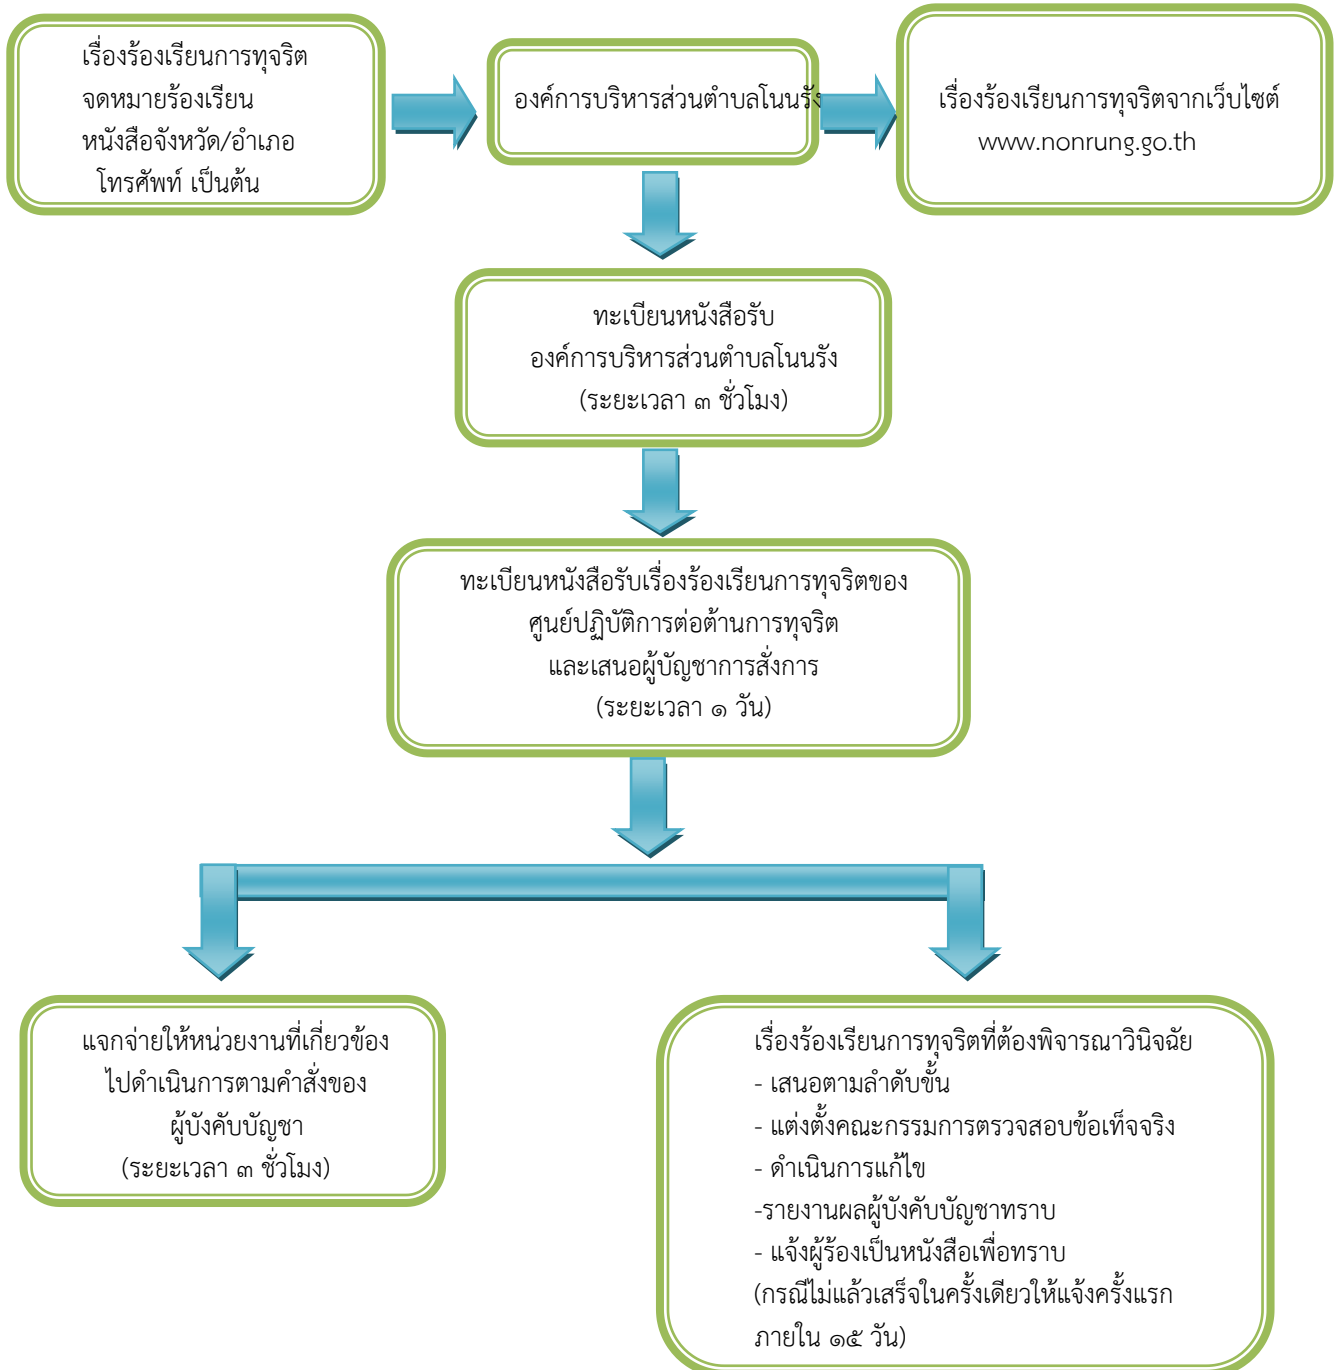 เรื่องร้องเรียนการทุจริต
จดหมายร้องเรียน
หนังสือจังหวัด/อำเภอ
โทรศัพท์ เป็นต้น
องค์การบริหารส่วนตำบลโนนรัง
เรื่องร้องเรียนการทุจริตจากเว็บไซต์
www.nonrung.go.th
ทะเบียนหนังสือรับ
องค์การบริหารส่วนตำบลโนนรัง
(ระยะเวลา ๓ ชั่วโมง)
ทะเบียนหนังสือรับเรื่องร้องเรียนการทุจริตของ
ศูนย์ปฏิบัติการต่อต้านการทุจริต
และเสนอผู้บัญชาการสั่งการ
(ระยะเวลา ๑ วัน)
แจกจ่ายให้หน่วยงานที่เกี่ยวข้อง
ไปดำเนินการตามคำสั่งของ
ผู้บังคับบัญชา
(ระยะเวลา ๓ ชั่วโมง)
เรื่องร้องเรียนการทุจริตที่ต้องพิจารณาวินิจฉัย
- เสนอตามลำดับขั้น
- แต่งตั้งคณะกรรมการตรวจสอบข้อเท็จจริง
- ดำเนินการแก้ไข
-รายงานผลผู้บังคับบัญชาทราบ
- แจ้งผู้ร้องเป็นหนังสือเพื่อทราบ
(กรณีไม่แล้วเสร็จในครั้งเดียวให้แจ้งครั้งแรก
ภายใน ๑๕ วัน)